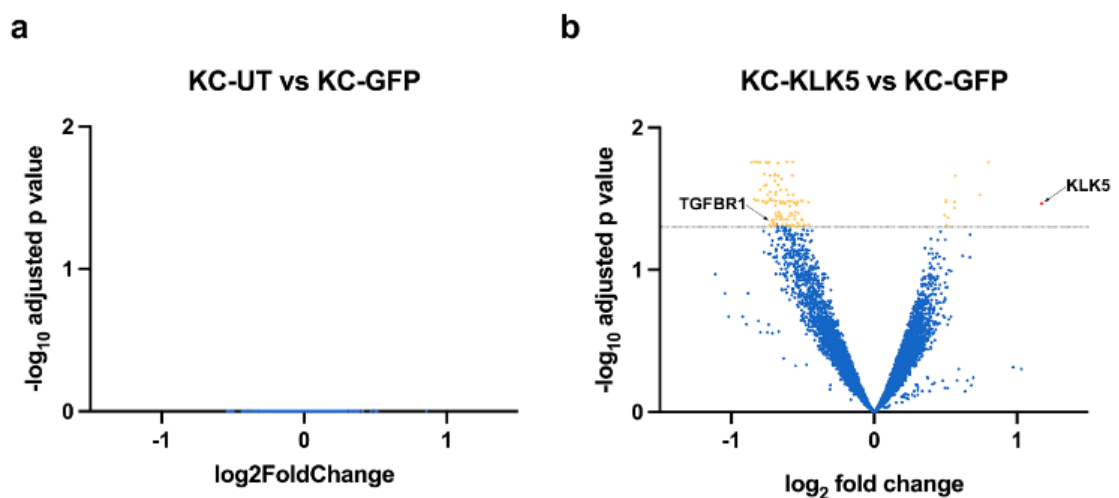 a
KC-UT vs KC-GFP
-log10 adjusted p value
2
1
0
-1
0
1
log2FoldChange
b
KC-KLK5 vs KC-GFP
-log10 adjusted p value
2
1
0
TGFBR1
KLK5
-1
0
1
log2 fold change